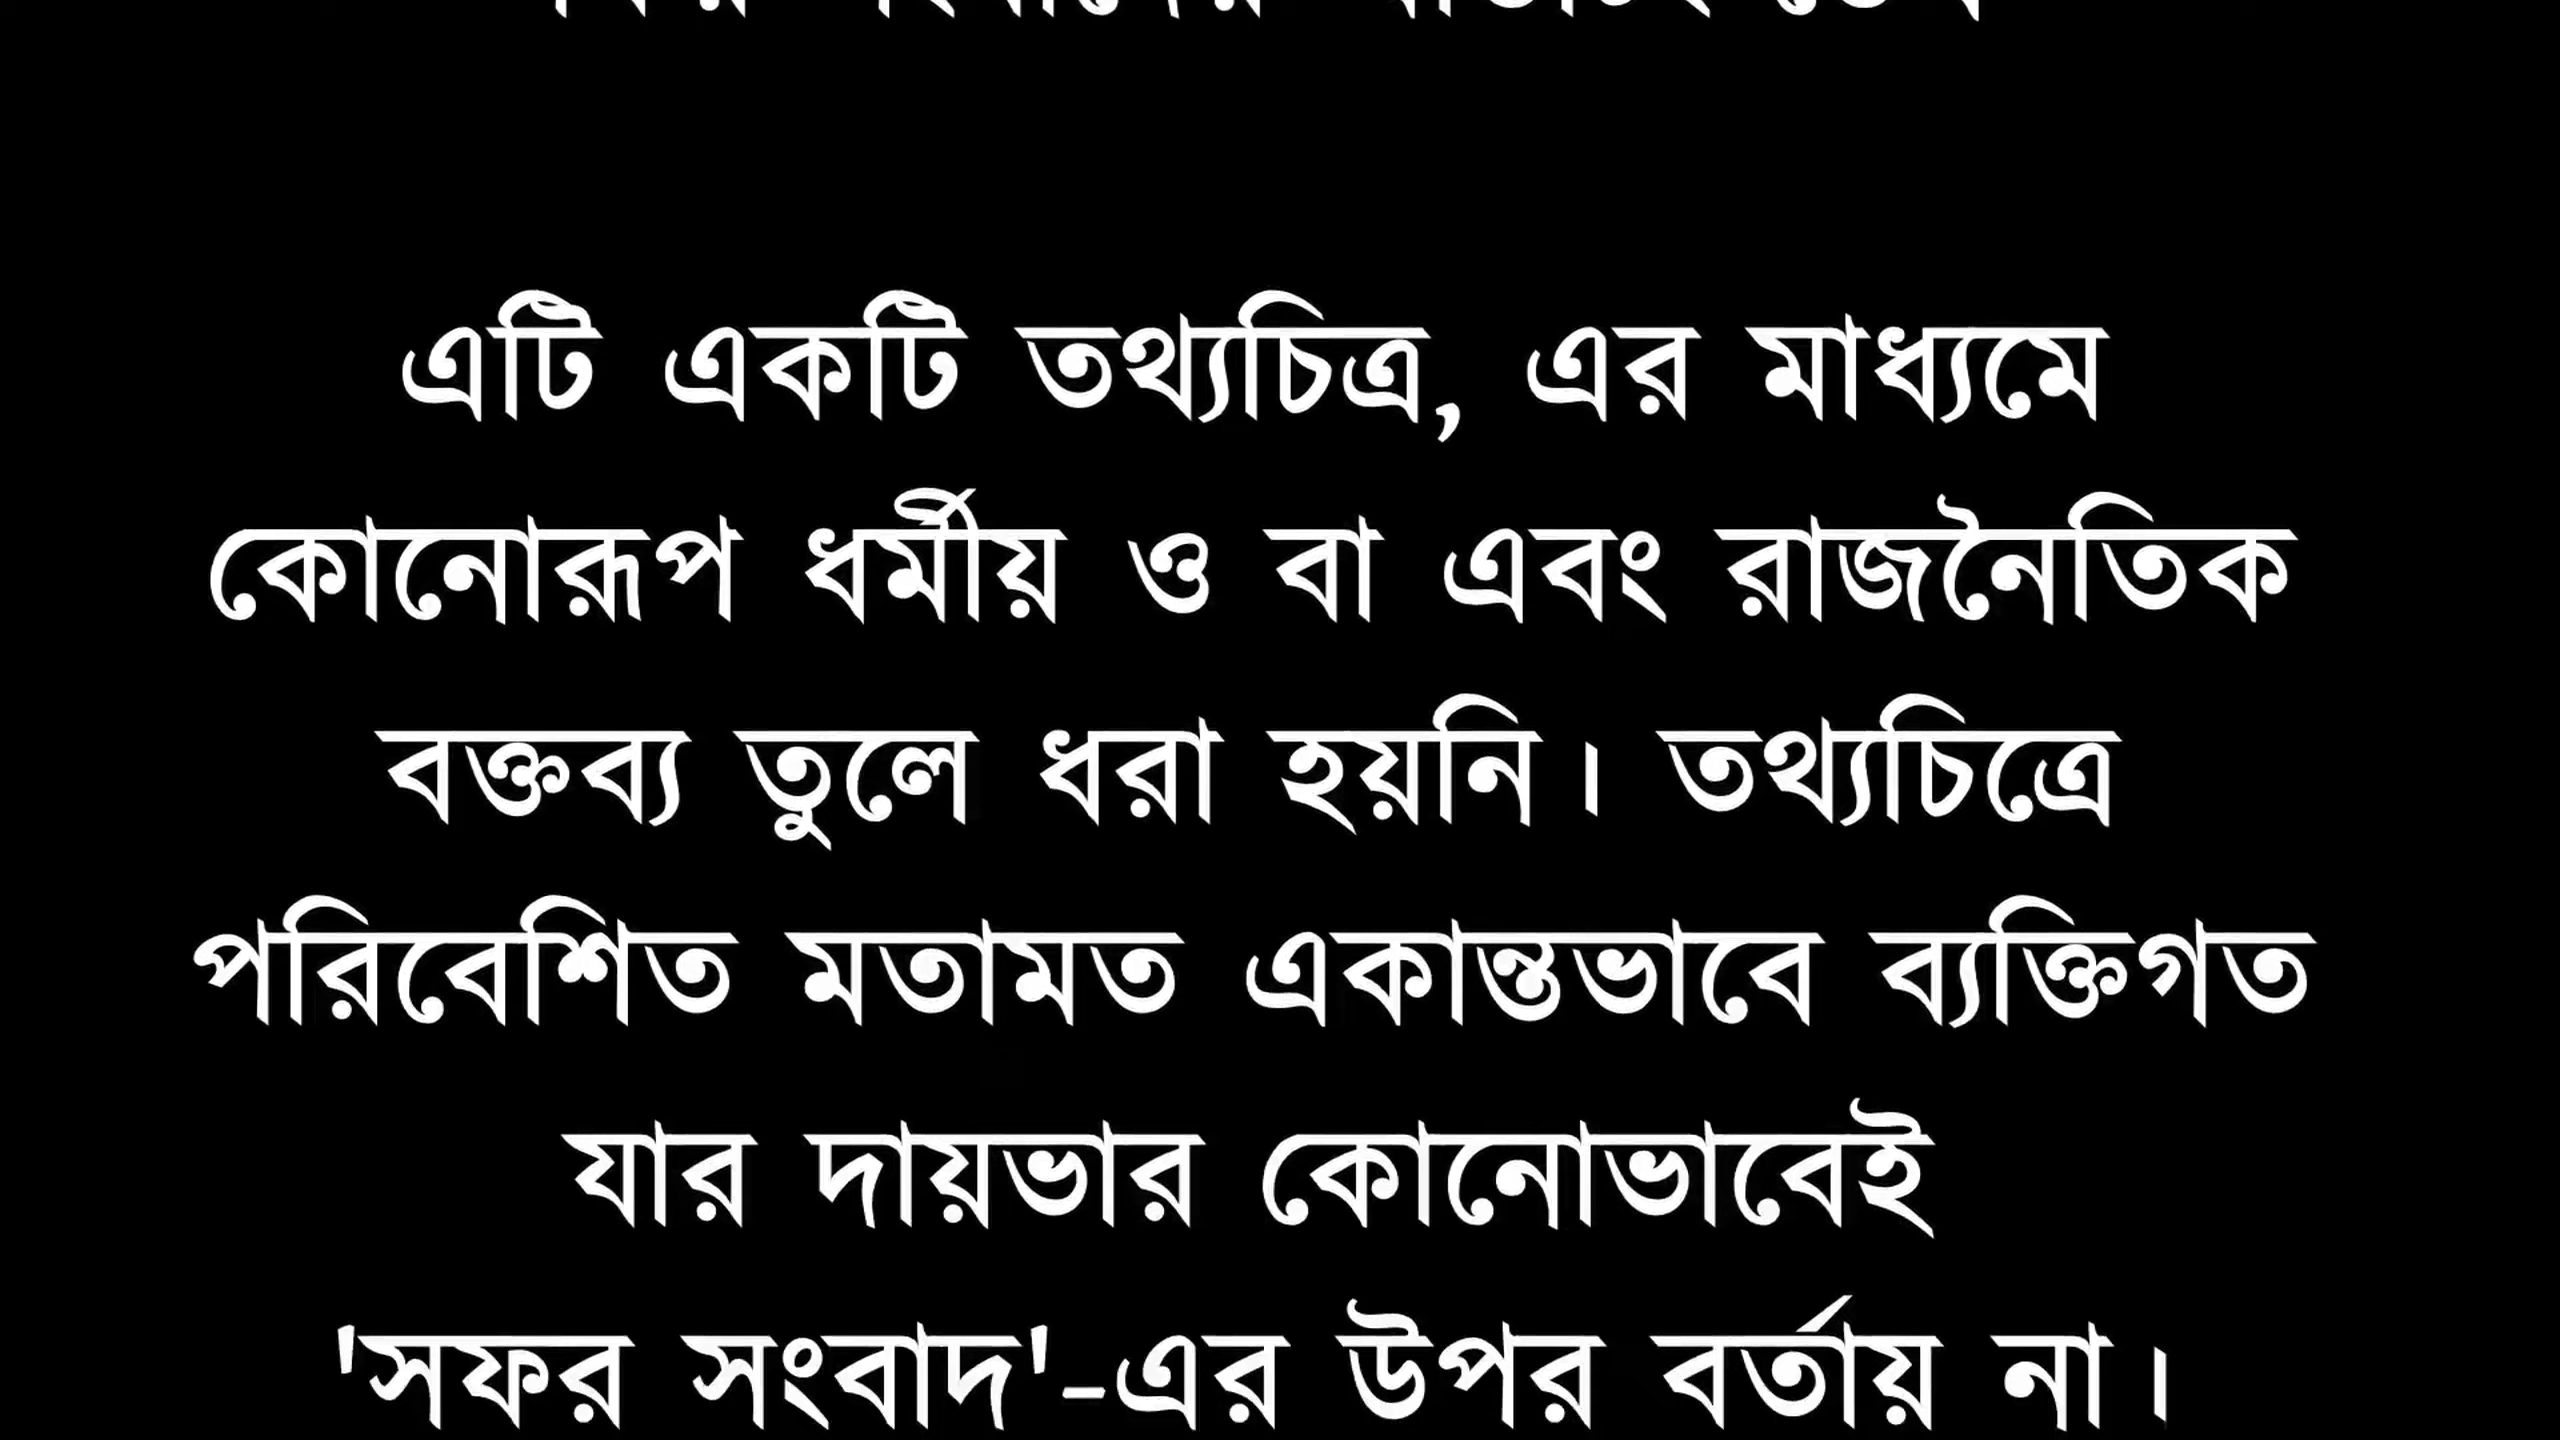 এটি একটি তথ্যচিত্র, এর মাধ্যমে
কোনোরূপ ধর্মীয় ও বা এবং রাজনৈতিক
বক্তব্য তুলে ধরা হয়নি। তথ্যচিত্রে
পরিবেশিত মতামত একান্তভাবে ব্যক্তিগত
যার দায়ভার কোনোভাবেই
'সফর সংবাদ'-এর উপর বর্তায় না।